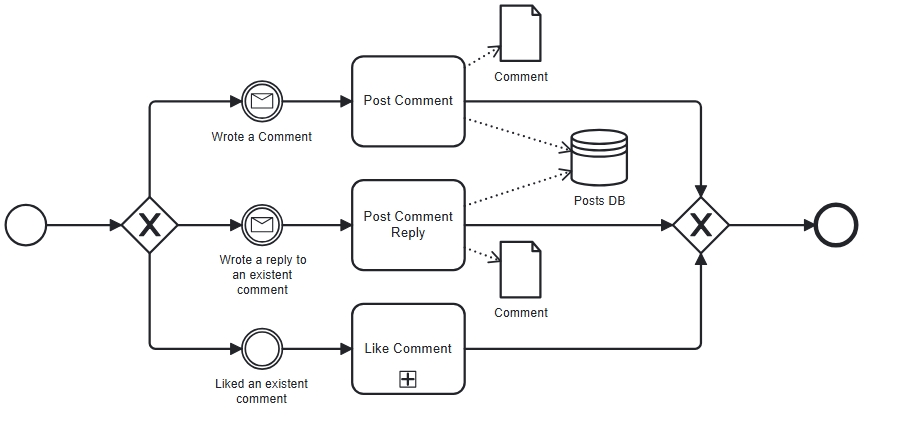 Comment
Post Comment
Wrote a Comment
Posts DB
Post Comment
Reply
Wrote a reply to
an existent
comment
Comment
Like Comment
Liked an existent
comment